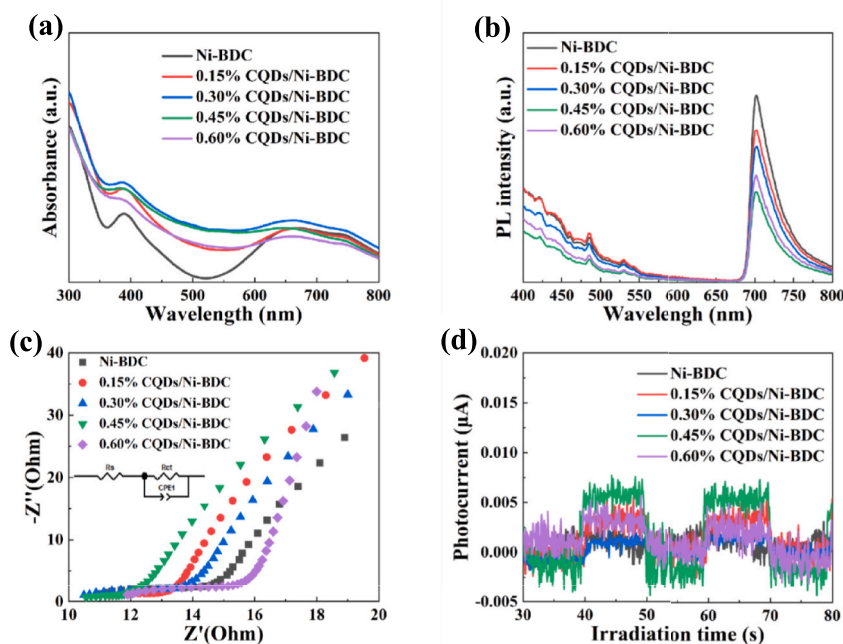 (a)
Ni-BDC
0.15% CQDs/Ni-BDC
0.30% CQDs/Ni-BDC
0.45% CQDs/Ni-BDC
0.60% CQDs/Ni-BDC
Absorbance (a.u.)
300 400 500 600 700 800
Wavelength (nm)
(b)
Ni-BDC
0.15% CQDs/Ni-BDC
0.30% CQDs/Ni-BDC
0.45% CQDs/Ni-BDC
0.60% CQDs/Ni-BDC
PL intensity (a.u.)
400 450 500 550 600 650 700 750 800
Wavelength (nm)
(c)
Ni-BDC
0.15% CQDs/Ni-BDC
0.30% CQDs/Ni-BDC
0.45% CQDs/Ni-BDC
0.60% CQDs/Ni-BDC
Rs
Rct
CPE1
-Z''(Ohm)
40
30
20
10
0
10 12 14 16 18 20
Z'(Ohm)
(d)
Ni-BDC
0.15% CQDs/Ni-BDC
0.30% CQDs/Ni-BDC
0.45% CQDs/Ni-BDC
0.60% CQDs/Ni-BDC
Photocurrent (μA)
0.020
0.015
0.010
0.005
0.000
-0.005
30 40 50 60 70 80
Irradiation time (s)